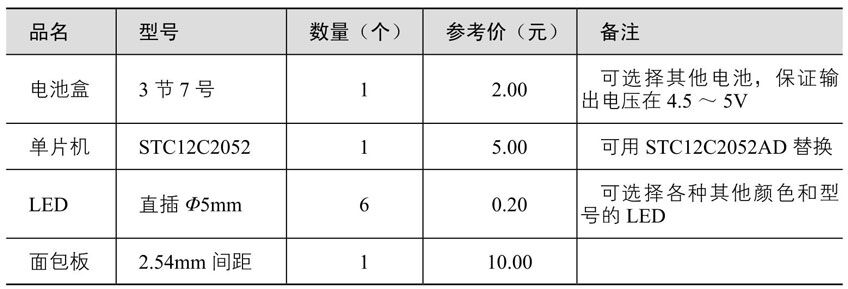 品名 型号 数量（个） 参考价（元） 备注
电池盒 3 节 7 号 1 2.00 可选择其他电池，保证输
出电压在 4.5 ～ 5V
单片机 STC12C2052 1 5.00 可用 STC12C2052AD 替换
LED 直插 Φ5mm 6 0.20 可选择各种其他颜色和型
号的 LED
面包板 2.54mm 间距 1 10.00